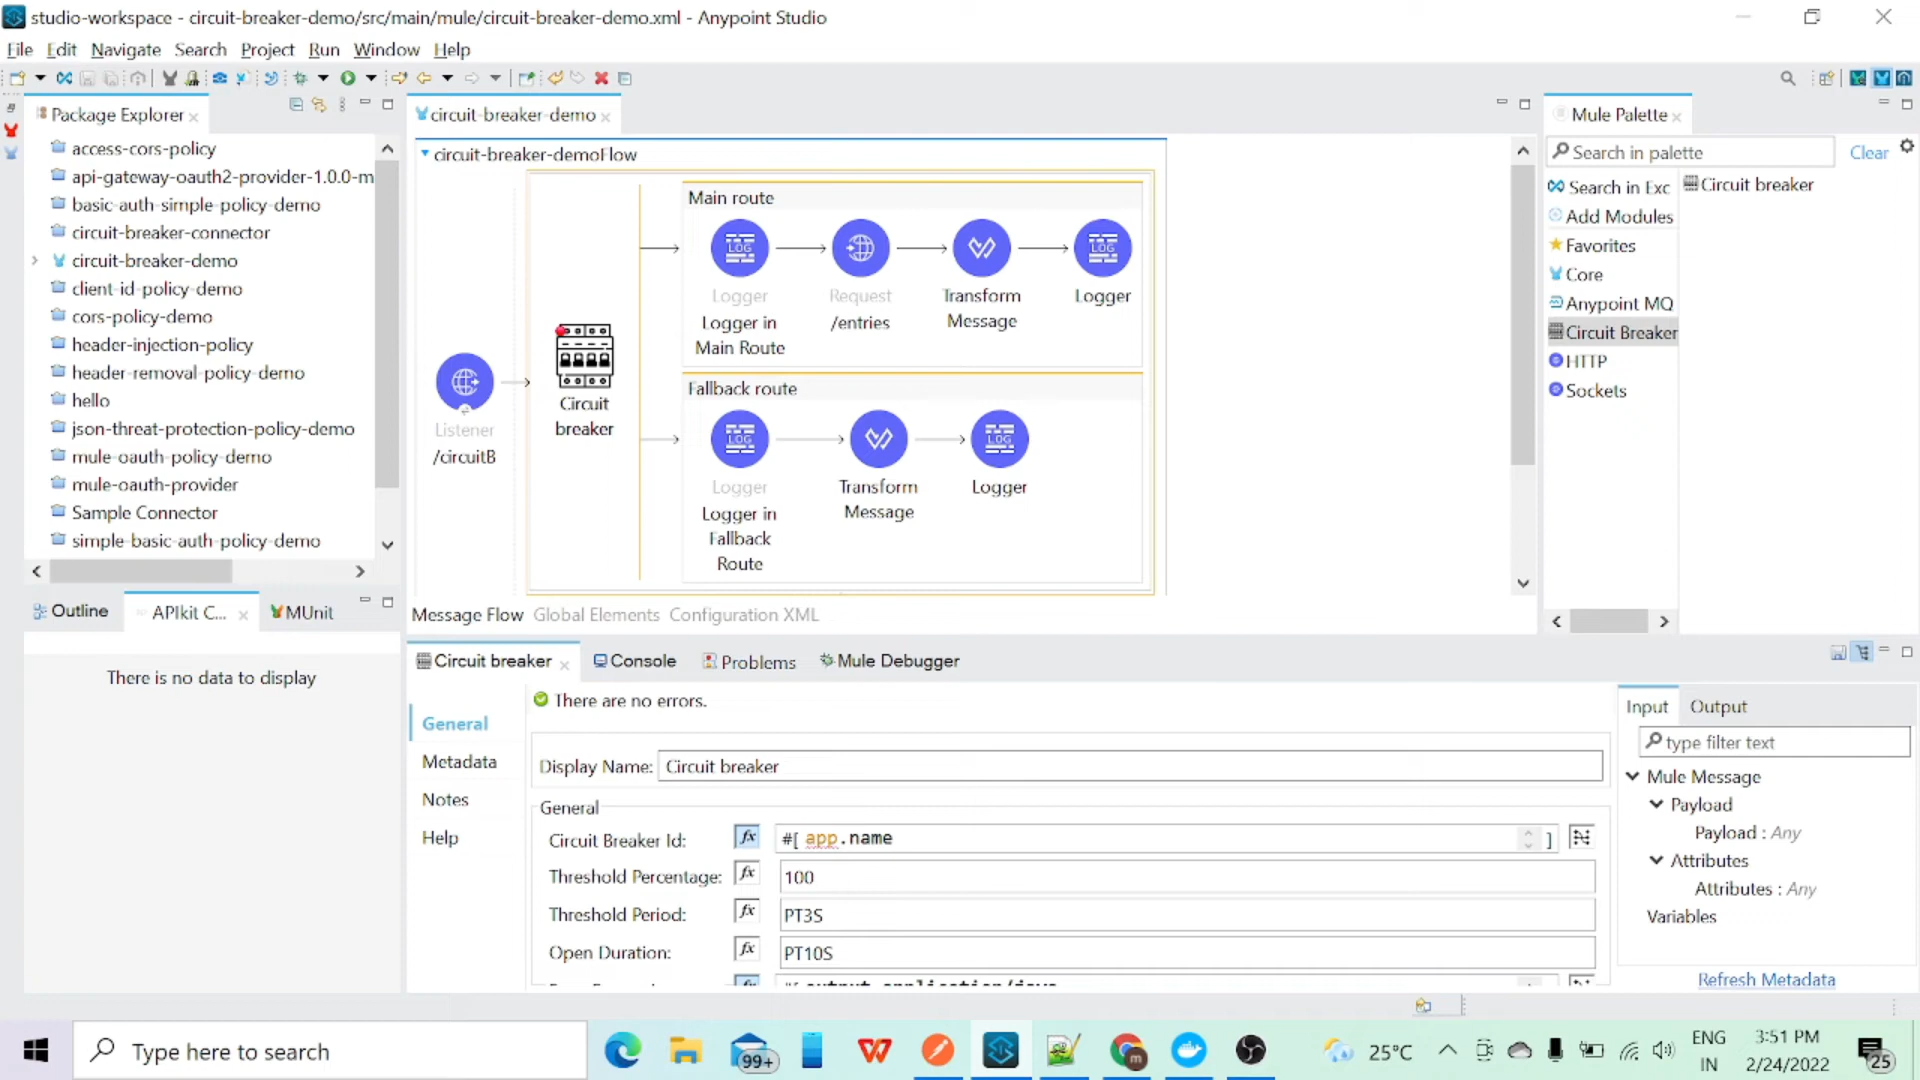 studio-workspace - circuit-breaker-demo/src/main/mule/circuit-breaker-demo.xml - Anypoint Studio
File Edit Navigate Search Project Run Window Help
Package Explorer
access-cors-policy
api-gateway-oauth2-provider-1.0.0-m
basic-auth-simple-policy-demo
circuit-breaker-connector
circuit-breaker-demo
client-id-policy-demo
cors-policy-demo
header-injection-policy
header-removal-policy-demo
hello
json-threat-protection-policy-demo
mule-oauth-policy-demo
mule-oauth-provider
Sample Connector
simple-basic-auth-policy-demo
Outline APIkit C... MUnit
There is no data to display
circuit-breaker-demo
circuit-breaker-demoFlow
Listener
/circuitB
Circuit
breaker
Main route
LOG
Logger
Logger in
Main Route
Request
/entries
Transform
Message
LOG
Logger
Fallback route
LOG
Logger
Logger in
Fallback
Route
Transform
Message
LOG
Logger
Message Flow Global Elements Configuration XML
Mule Palette
Search in palette Clear
Search in Exc
Add Modules
Favorites
Core
Anypoint MQ
Circuit Breaker
HTTP
Sockets
Circuit breaker
Circuit breaker Console Problems Mule Debugger
General
Metadata
Notes
Help
There are no errors.
Display Name: Circuit breaker
General
Circuit Breaker Id: fx #[ app.name ]
Threshold Percentage: fx 100
Threshold Period: fx PT3S
Open Duration: fx PT10S
Input Output
type filter text
Mule Message
Payload
Payload : Any
Attributes
Attributes : Any
Variables
Refresh Metadata
Type here to search
99+
m
25°C
ENG
IN
3:51 PM
2/24/2022
25